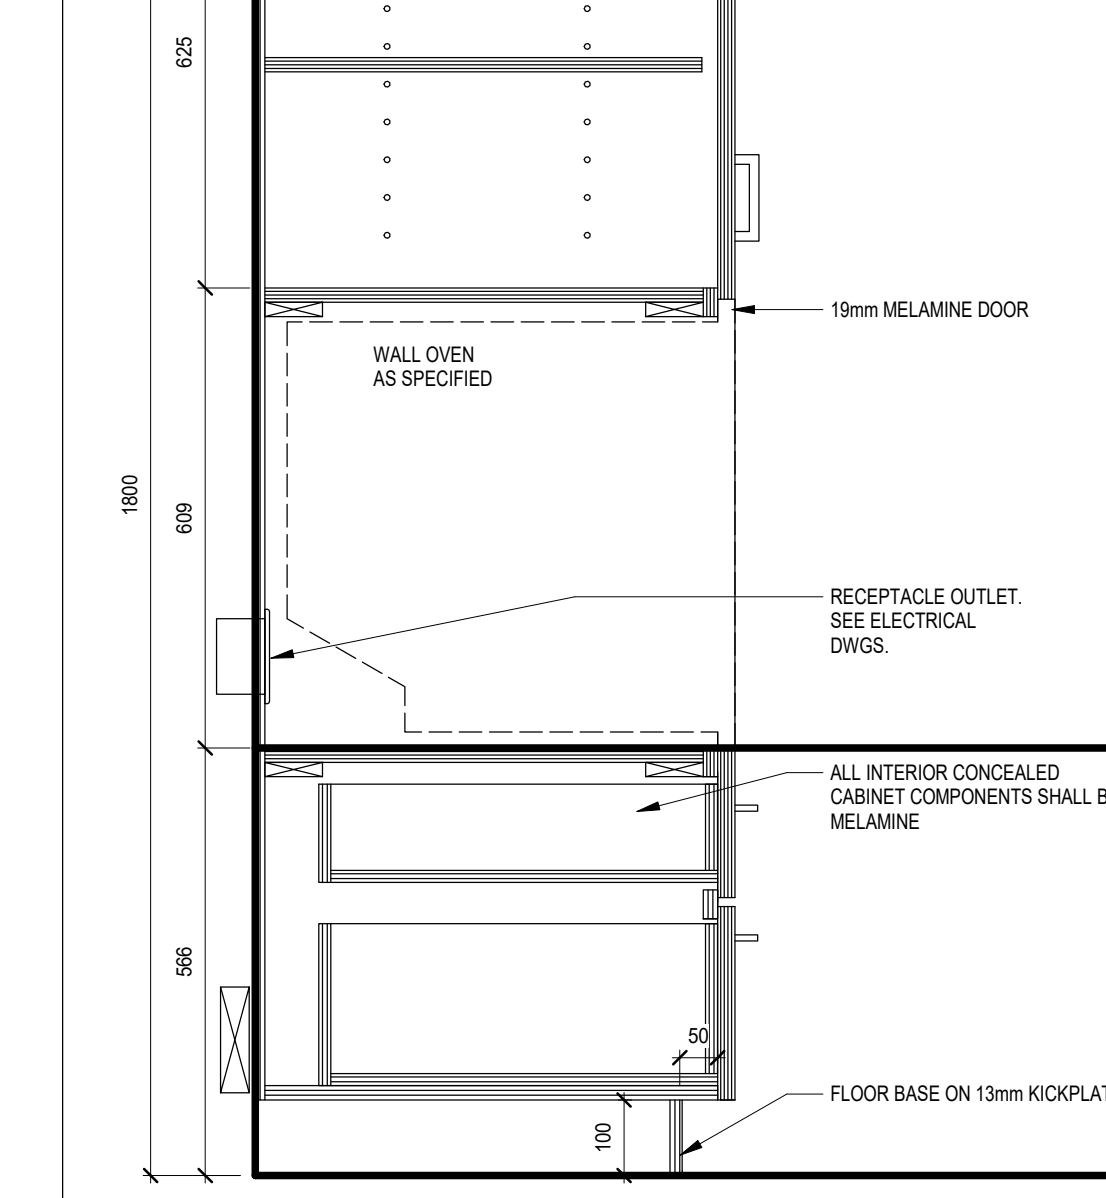 625
19mm MELAMINE DOOR
WALL OVEN
AS SPECIFIED
1800
609
RECEPTACLE OUTLET.
SEE ELECTRICAL
DWGS.
ALL INTERIOR CONCEALED
CABINET COMPONENTS SHALL
MELAMINE
566
50
FLOOR BASE ON 13mm
100